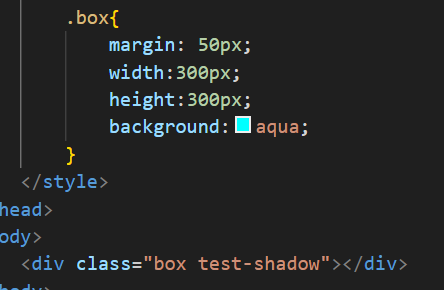 .box{
margin: 50px;
width:300px;
height:300px;
background: aqua;
}
</style>
head>
ody>
<div class="box test-shadow"></div>